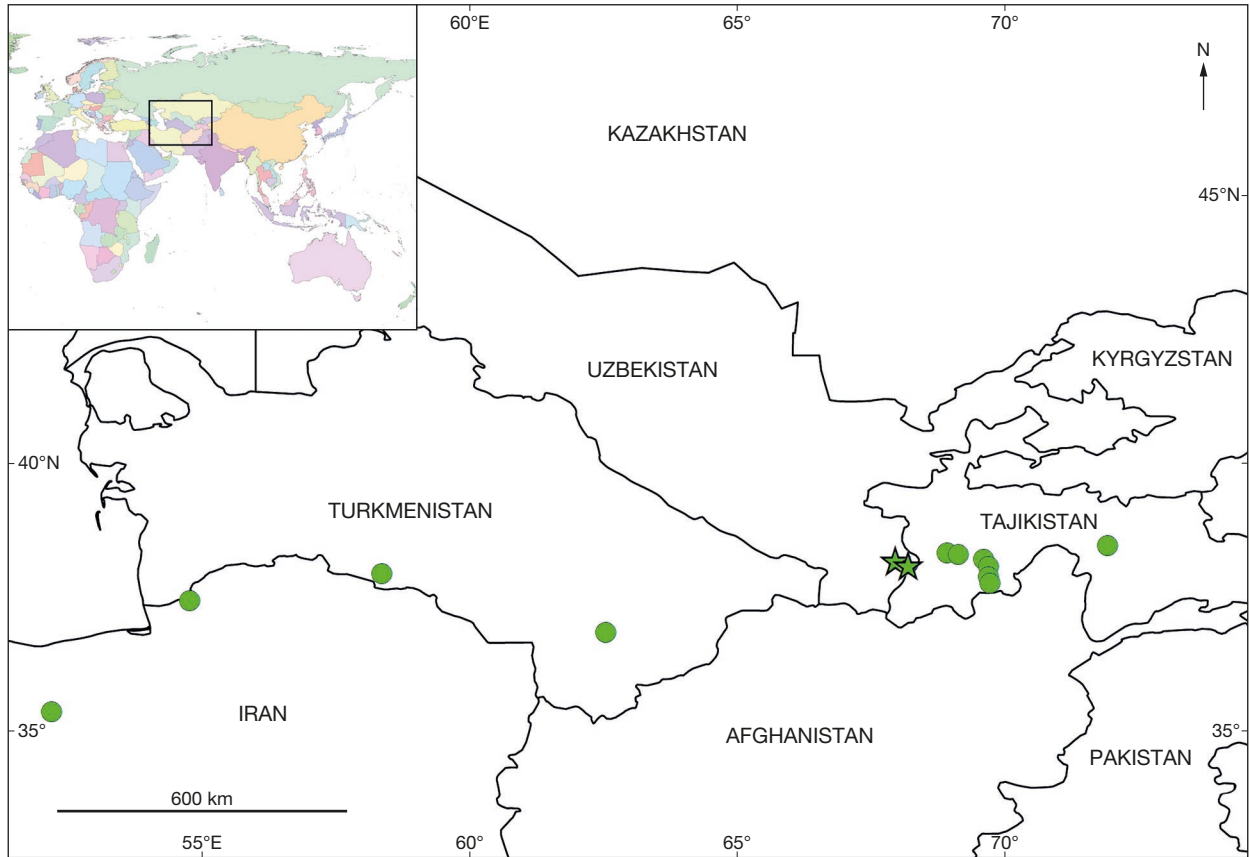 60°E
65°
70°
N
KAZAKHSTAN
45°N
KYRGYZSTAN
UZBEKISTAN
40°N
TURKMENISTAN
TAJIKISTAN
IRAN
35°
AFGHANISTAN
35°
PAKISTAN
600 km
55°E
60°
65°
70°